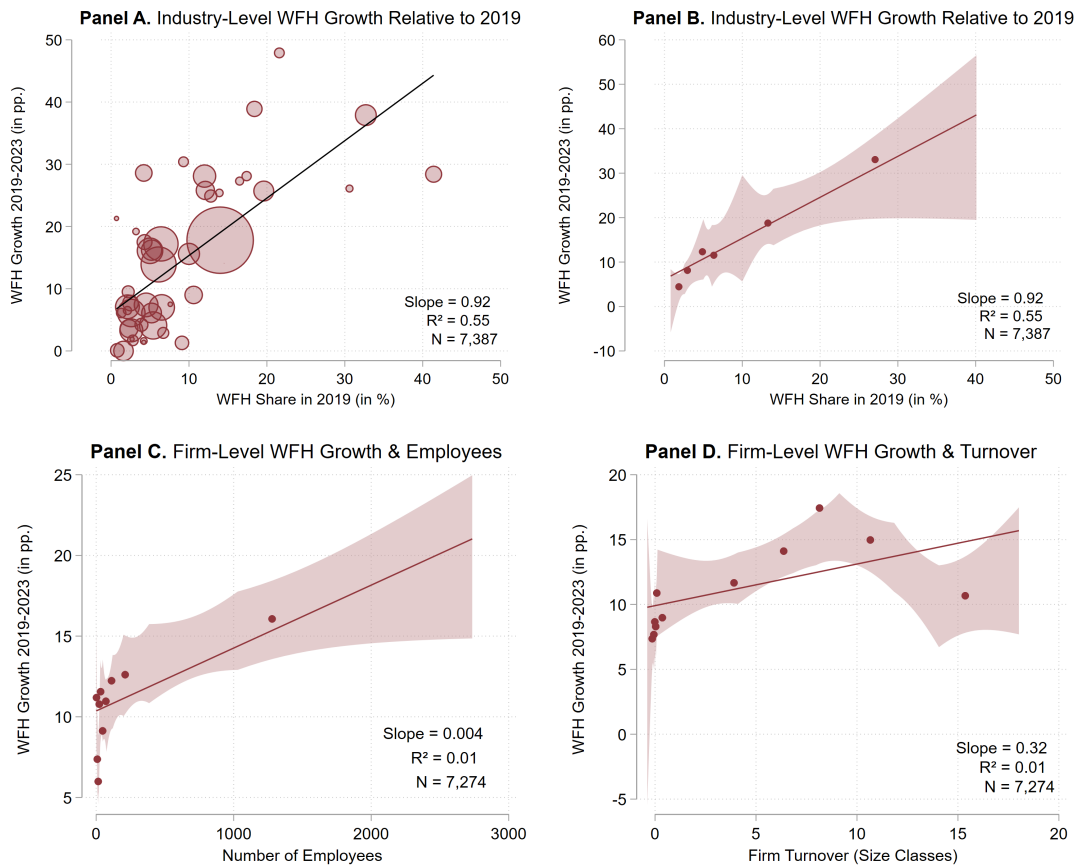 Panel A. Industry-Level WFH Growth Relative to 2019
WFH Growth 2019-2023 (in pp.)
50
40
30
20
10
0
Slope = 0.92
R² = 0.55
N = 7,387
0 10 20 30 40 50
WFH Share in 2019 (in %)
Panel B. Industry-Level WFH Growth Relative to 2019
WFH Growth 2019-2023 (in pp.)
60
50
40
30
20
10
0
-10
Slope = 0.92
R² = 0.55
N = 7,387
0 10 20 30 40 50
WFH Share in 2019 (in %)
Panel C. Firm-Level WFH Growth & Employees
WFH Growth 2019-2023 (in pp.)
25
20
15
10
5
Slope = 0.004
R² = 0.01
N = 7,274
0 1000 2000 3000
Number of Employees
Panel D. Firm-Level WFH Growth & Turnover
WFH Growth 2019-2023 (in pp.)
20
15
10
5
0
-5
Slope = 0.32
R² = 0.01
N = 7,274
0 5 10 15 20
Firm Turnover (Size Classes)